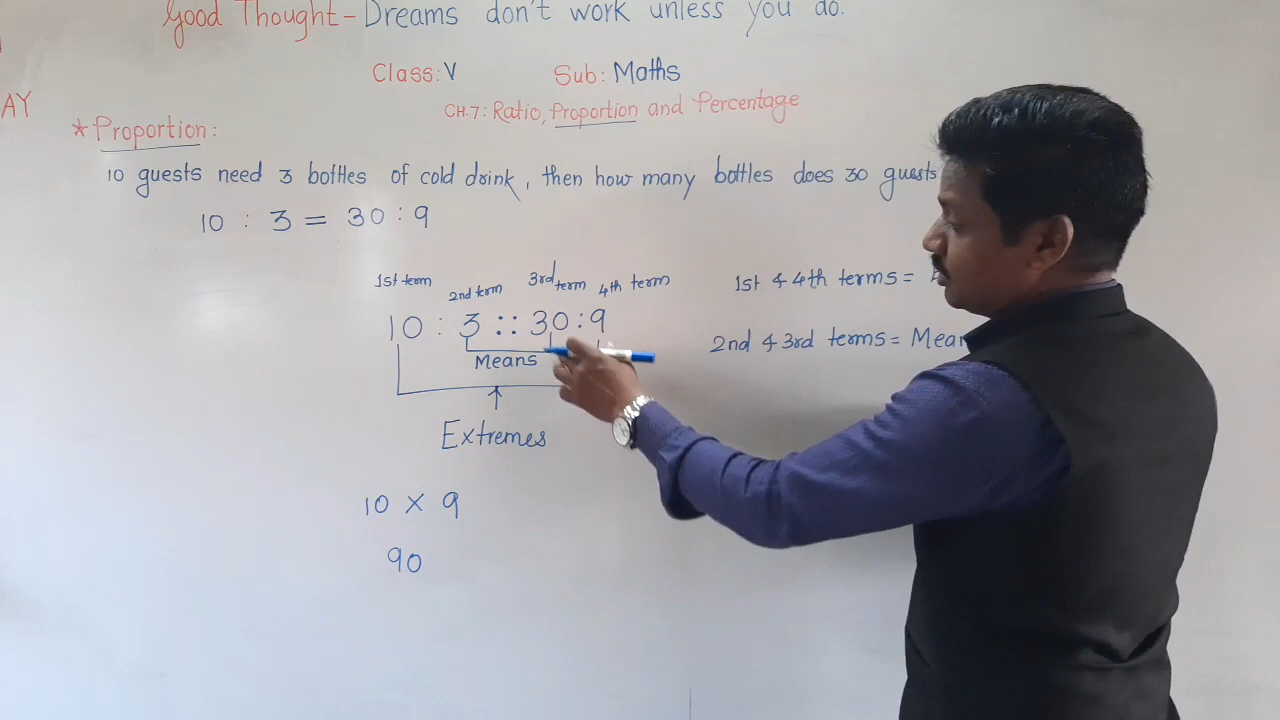 Good Thought - Dreams don't work unless you do.
Class: V Sub: Maths
AY
CH.7: Ratio, Proportion and Percentage
* Proportion:
10 guests need 3 bottles of cold drink, then how many bottles does 30 guests
10 : 3 = 30 : 9
1st term 2nd term 3rd term 4th term
1st & 4th terms =
10 : 3 :: 30 : 9
2nd & 3rd terms = Mean
Means
Extremes
10 × 9
90